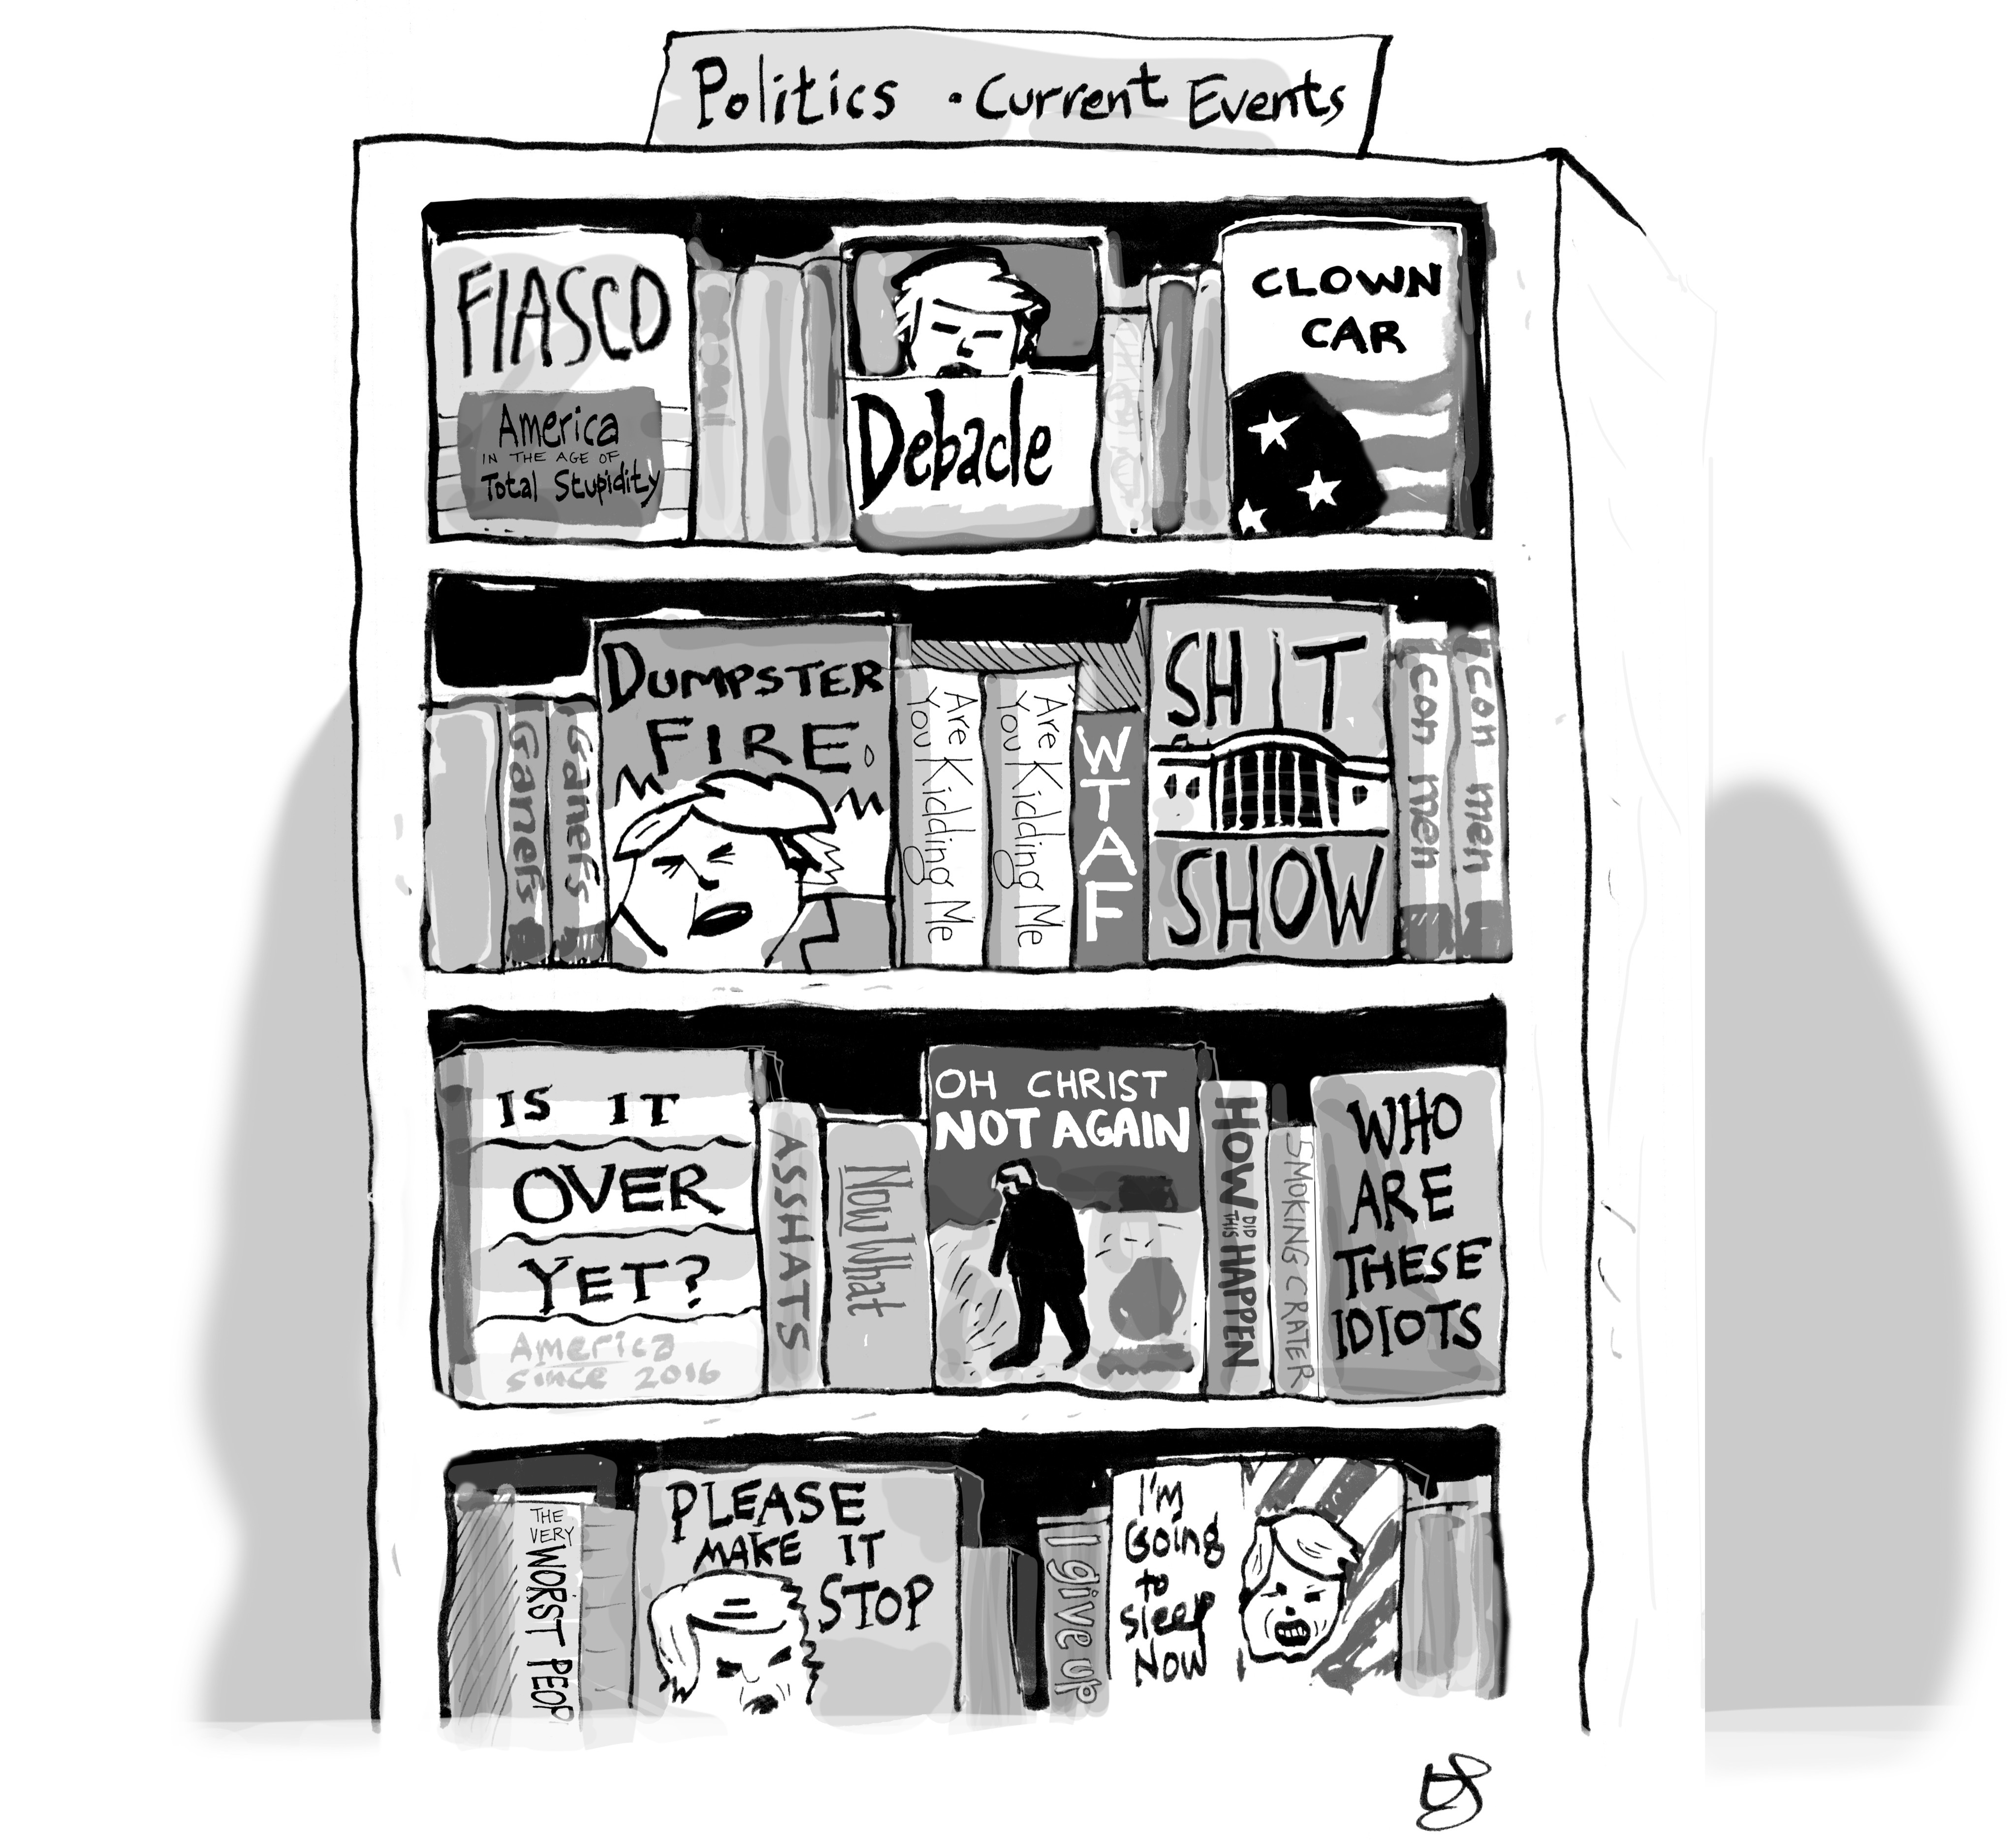 Politics • Current Events
FIASCO
America
IN THE AGE OF
Total Stupidity
Debacle
CLOWN
CAR
Ganefs
Ganefs
DUMPSTER
FIRE
Are You Kidding Me
Are You Kidding Me
WTAF
SHIT
SHOW
con men
con men
IS IT
OVER
YET?
America
since 2016
ASSHATS
Now What
OH CHRIST
NOT AGAIN
HOW DID THIS HAPPEN
SMOKING CRATER
WHO
ARE
THESE
IDIOTS
THE
VERY
WORST PEOP
PLEASE
MAKE IT
STOP
I give up
I'm
Going
to
sleep
Now